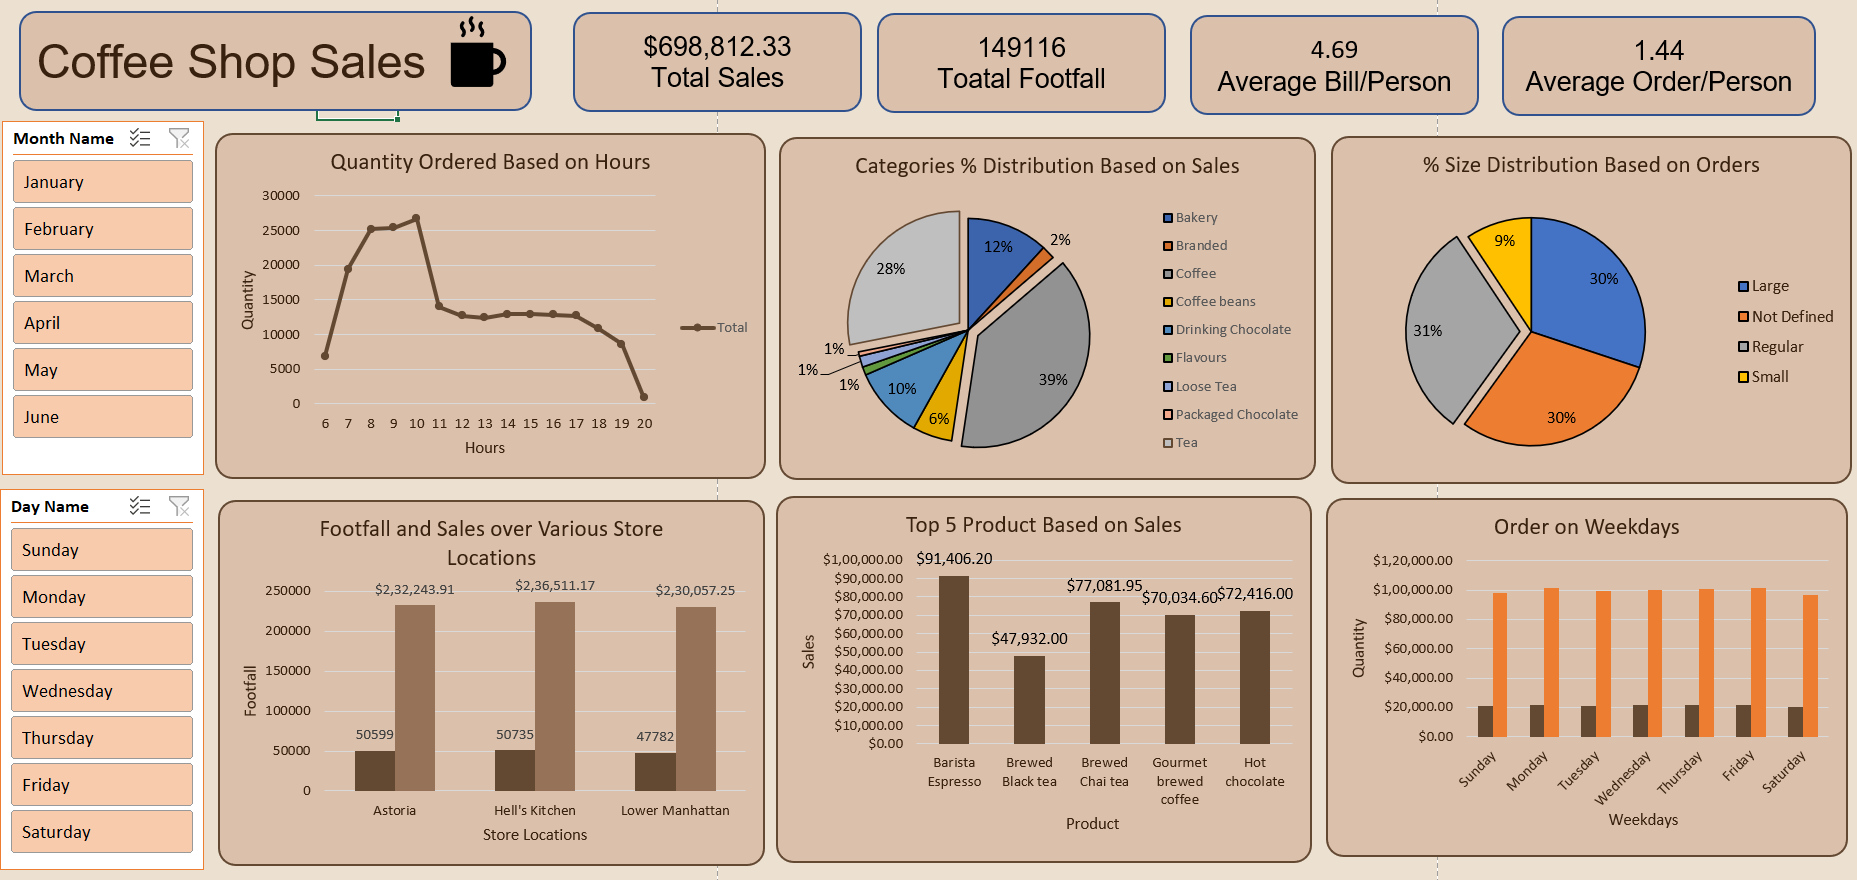 Coffee Shop Sales
$698,812.33
Total Sales
149116
Toatal Footfall
4.69
Average Bill/Person
1.44
Average Order/Person
Month Name
January
February
March
April
May
June
Day Name
Sunday
Monday
Tuesday
Wednesday
Thursday
Friday
Saturday
Quantity Ordered Based on Hours
Quantity
30000
25000
20000
15000
10000
5000
0
6 7 8 9 10 11 12 13 14 15 16 17 18 19 20
Hours
Total
Categories % Distribution Based on Sales
12%
2%
39%
6%
10%
1%
1%
1%
28%
Bakery
Branded
Coffee
Coffee beans
Drinking Chocolate
Flavours
Loose Tea
Packaged Chocolate
Tea
% Size Distribution Based on Orders
30%
30%
31%
9%
Large
Not Defined
Regular
Small
Footfall and Sales over Various Store
Locations
Footfall
250000
200000
150000
100000
50000
0
$2,32,243.91
$2,36,511.17
$2,30,057.25
50599
50735
47782
Astoria
Hell's Kitchen
Lower Manhattan
Store Locations
Top 5 Product Based on Sales
Sales
$1,00,000.00
$90,000.00
$80,000.00
$70,000.00
$60,000.00
$50,000.00
$40,000.00
$30,000.00
$20,000.00
$10,000.00
$0.00
$91,406.20
$47,932.00
$77,081.95
$70,034.60
$72,416.00
Barista
Espresso
Brewed
Black tea
Brewed
Chai tea
Gourmet
brewed
coffee
Hot
chocolate
Product
Order on Weekdays
Quantity
$1,20,000.00
$1,00,000.00
$80,000.00
$60,000.00
$40,000.00
$20,000.00
$0.00
Sunday
Monday
Tuesday
Wednesday
Thursday
Friday
Saturday
Weekdays